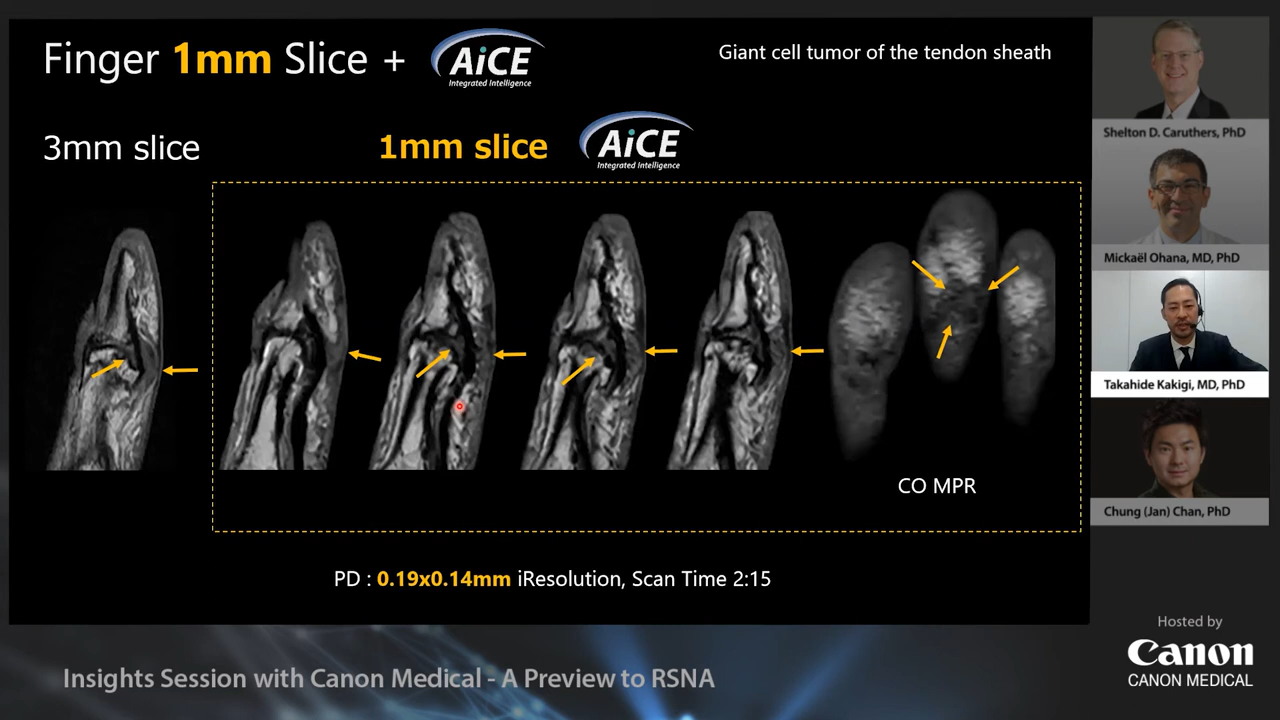 Finger 1mm Slice + AiCE
Integrated Intelligence
Giant cell tumor of the tendon sheath
3mm slice
1mm slice AiCE
Integrated Intelligence
CO MPR
PD : 0.19x0.14mm iResolution, Scan Time 2:15
Shelton D. Caruthers, PhD
Mickaël Ohana, MD, PhD
Takahide Kakigi, MD, PhD
Chung (Jan) Chan, PhD
Hosted by
Canon
CANON MEDICAL
Insights Session with Canon Medical - A Preview to RSNA